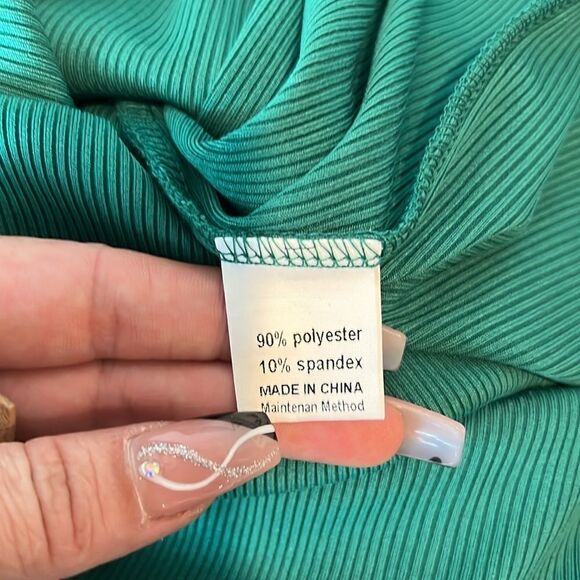 90% polyester
10% spandex
MADE IN CHINA
Maintenan Method